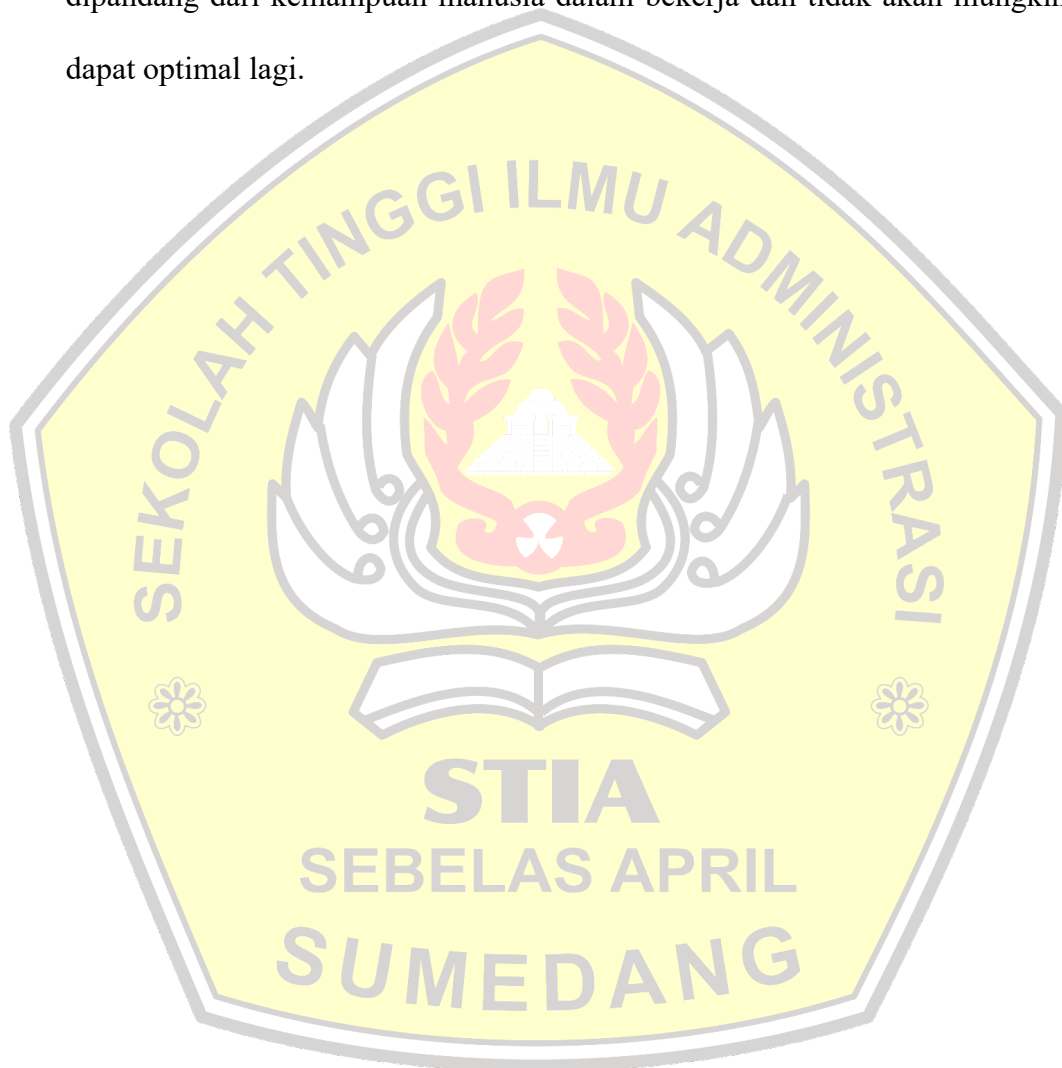 dipandang dari kemampuan manusia dalam bekerja dan tidak akan mungkin
dapat optimal lagi.
SEKOLAH TINGGI ILMU ADMINISTRASI
STIA
SEBELAS APRIL
SUMEDANG